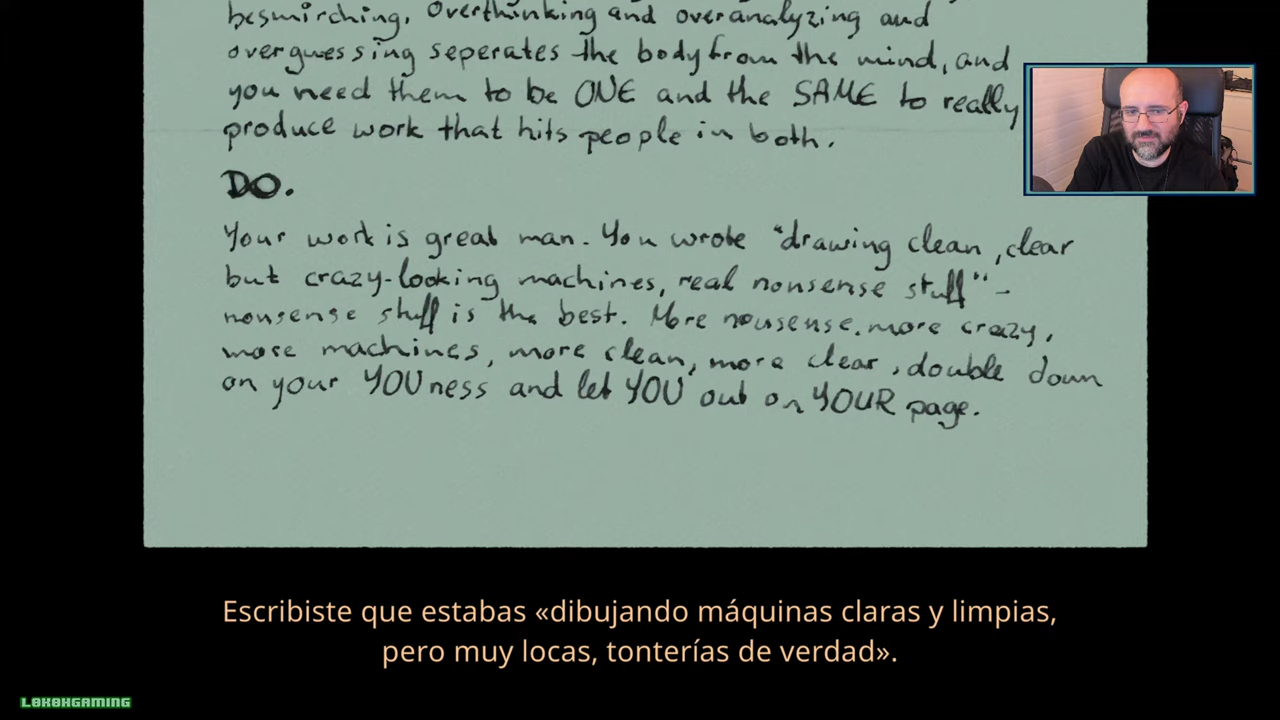 besmirching. Overthinking and overanalyzing and
overguessing seperates the body from the mind, and
you need them to be ONE and the SAME to really
produce work that hits people in both.
DO.
Your work is great man. You wrote "drawing clean, clear
but crazy-looking machines, real nonsense stuff" -
nonsense stuff is the best. More nonsense. more crazy,
more machines, more clean, more clear, double down
on your YOUness and let YOU out on YOUR page.
Escribiste que estabas «dibujando máquinas claras y limpias,
pero muy locas, tonterías de verdad».
L0K0XGAMING